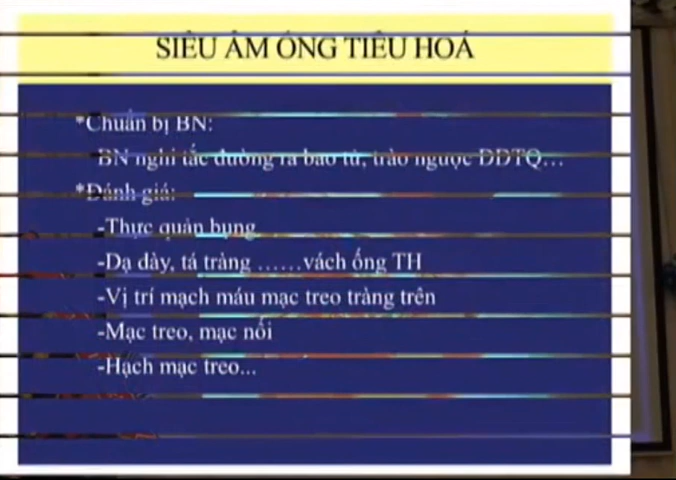 SIÊU ÂM ỐNG TIÊU HOÁ
*Chuẩn bị BN:
BN nghi tắc đường ra bao tử, trào ngược DDTQ...
*Đánh giá:
-Thực quản bụng
-Dạ dày, tá tràng ……vách ống TH
-Vị trí mạch máu mạc treo tràng trên
-Mạc treo, mạc nối
-Hạch mạc treo...